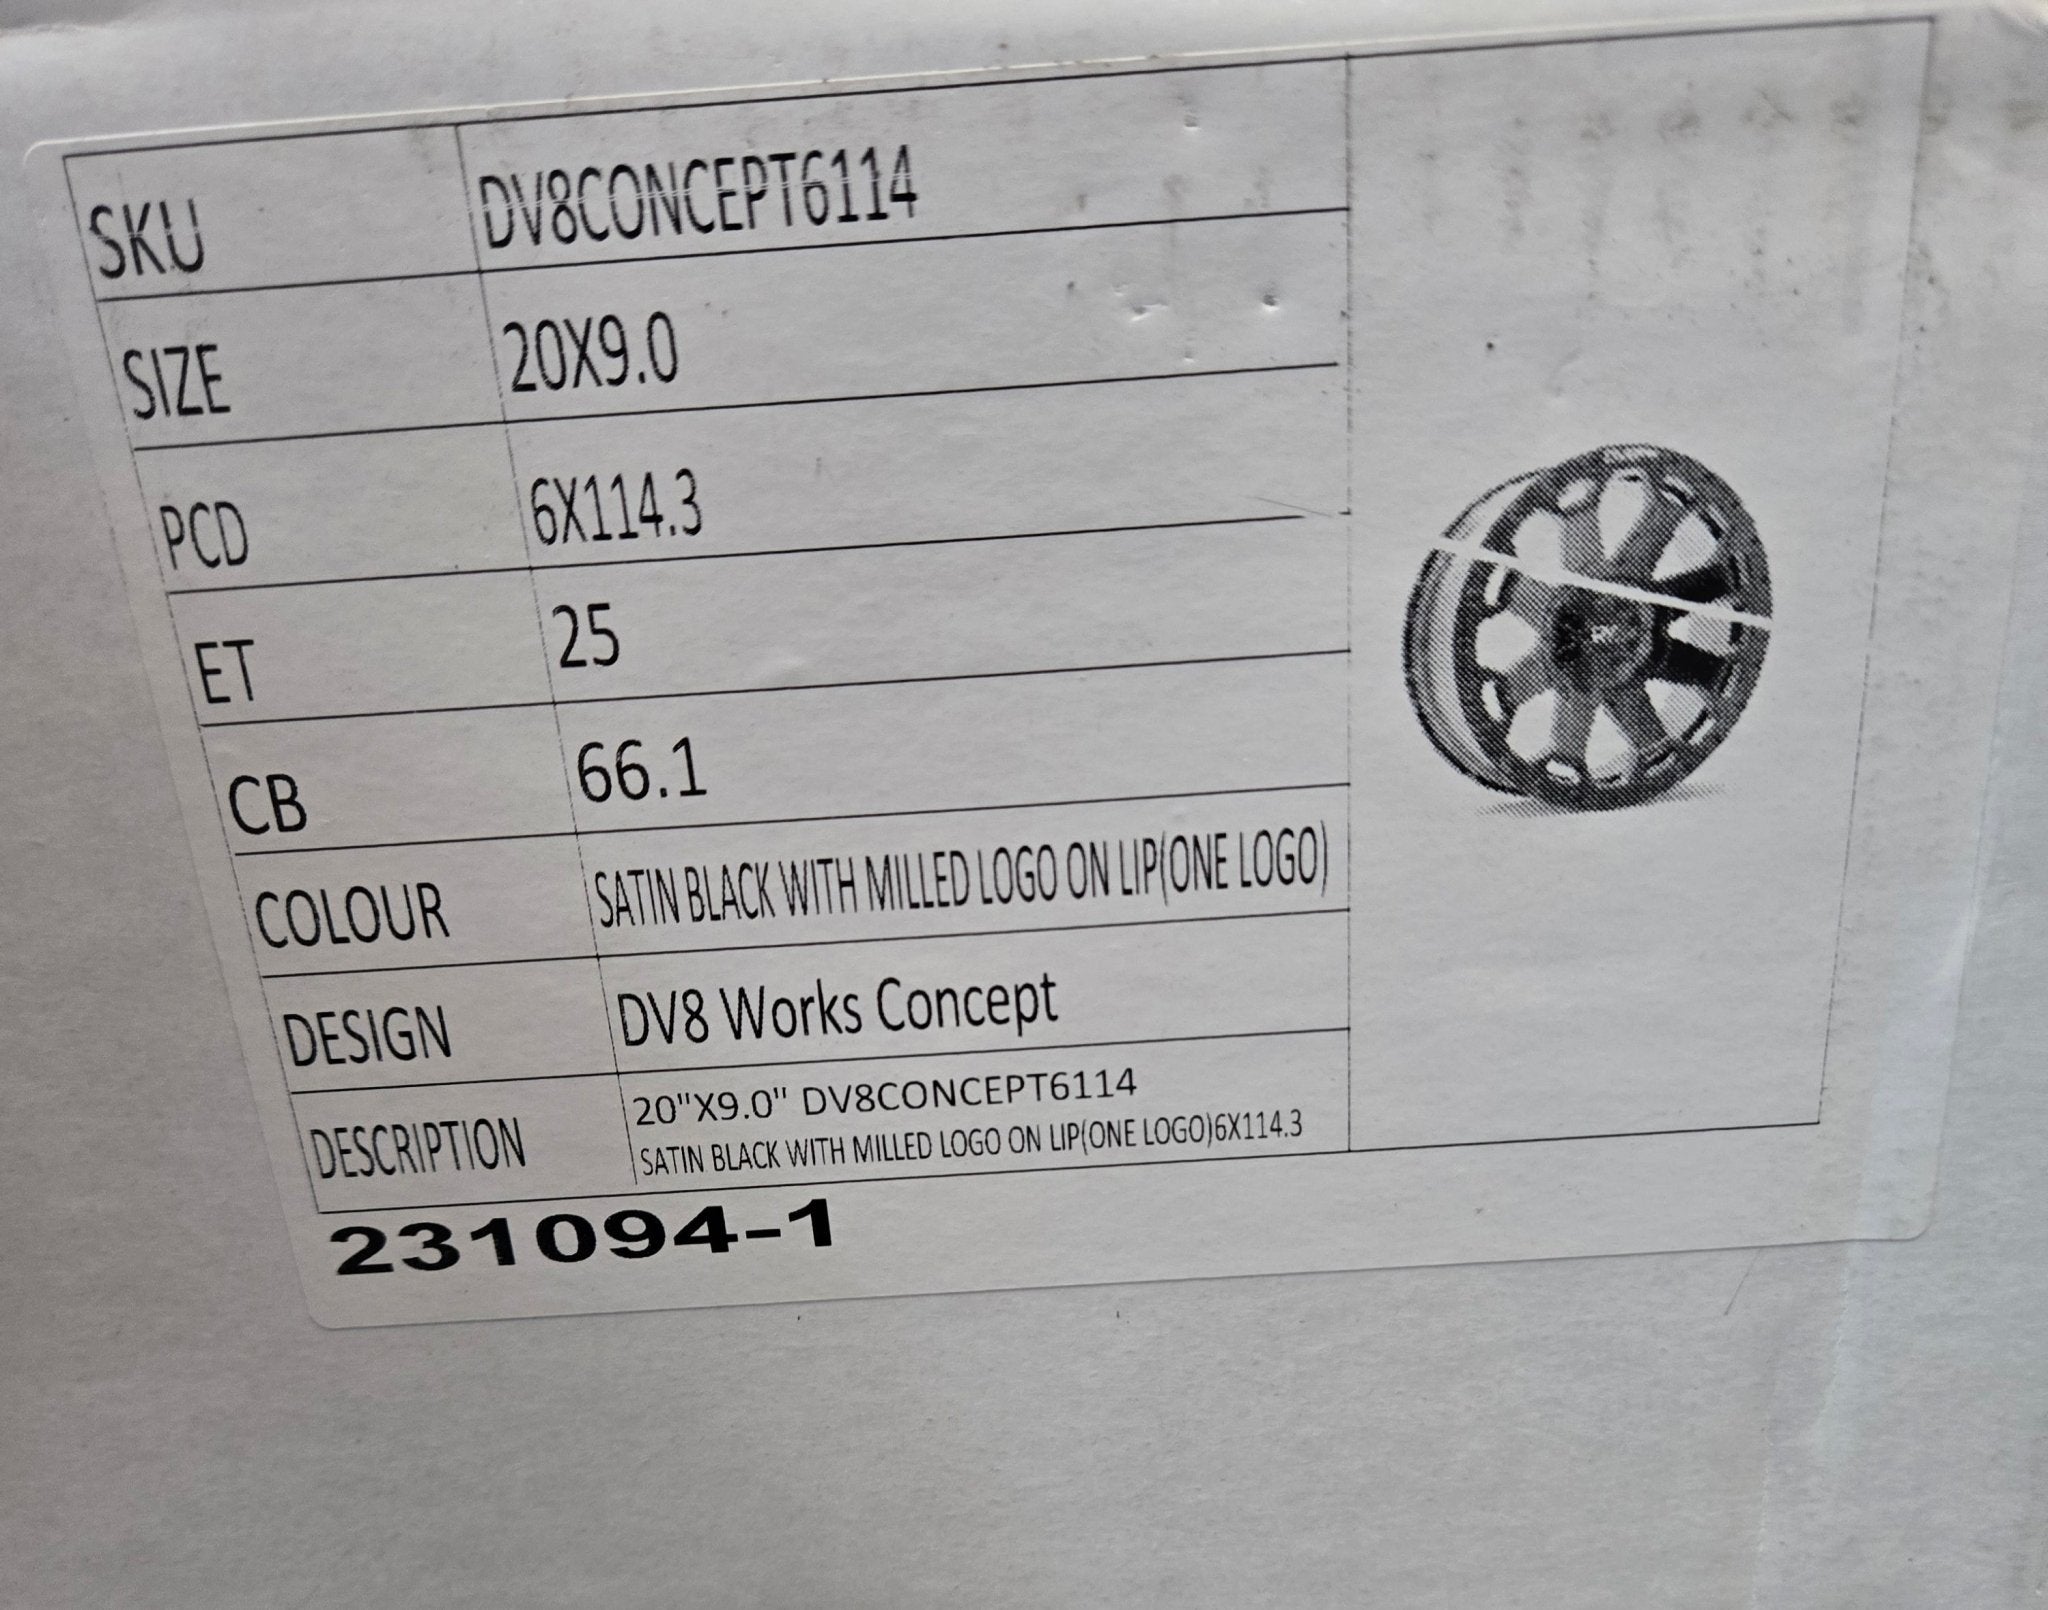 SKU DV8CONCEPT6114
SIZE 20X9.0
PCD 6X114.3
ET 25
CB 66.1
COLOUR SATIN BLACK WITH MILLED LOGO ON LIP(ONE LOGO)
DESIGN DV8 Works Concept
DESCRIPTION 20"X9.0" DV8CONCEPT6114
SATIN BLACK WITH MILLED LOGO ON LIP(ONE LOGO)6X114.3
231094-1